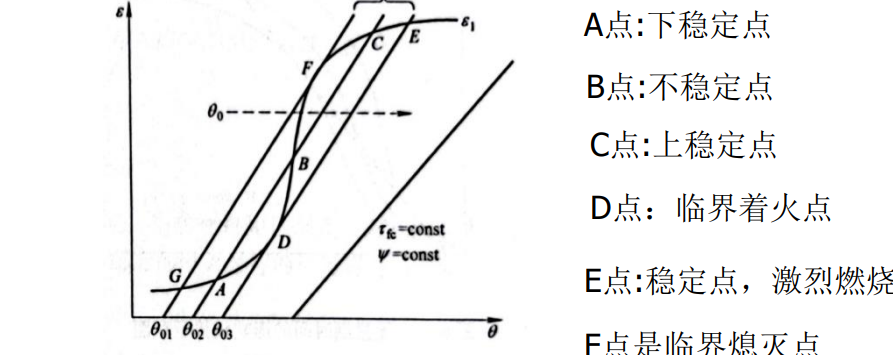 ε
C
E
ε₁
F
θ₀
B
D
τfc=const
ψ=const
G
A
θ₀₁ θ₀₂ θ₀₃
θ
A点:下稳定点
B点:不稳定点
C点:上稳定点
D点：临界着火点
E点:稳定点，激烈燃烧
F点是临界熄灭点